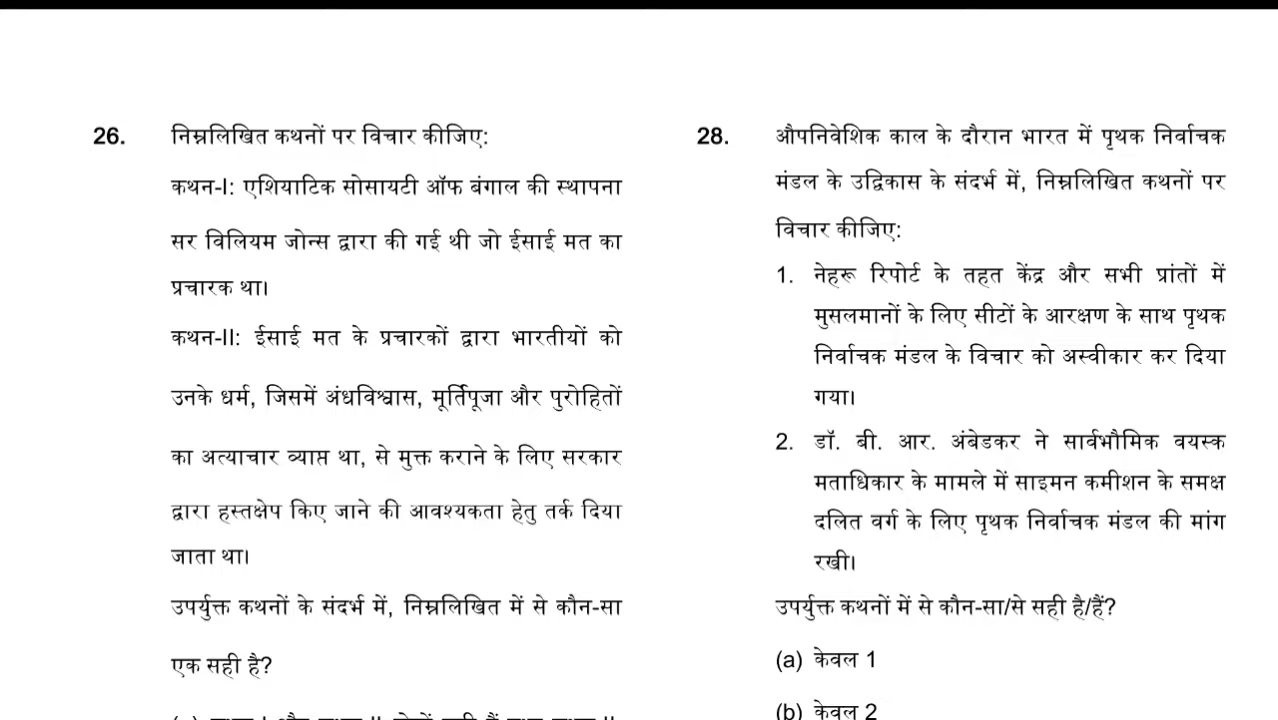 26. निम्नलिखित कथनों पर विचार कीजिए:
कथन-I: एशियाटिक सोसायटी ऑफ बंगाल की स्थापना
सर विलियम जोन्स द्वारा की गई थी जो ईसाई मत का
प्रचारक था।
कथन-II: ईसाई मत के प्रचारकों द्वारा भारतीयों को
उनके धर्म, जिसमें अंधविश्वास, मूर्तिपूजा और पुरोहितों
का अत्याचार व्याप्त था, से मुक्त कराने के लिए सरकार
द्वारा हस्तक्षेप किए जाने की आवश्यकता हेतु तर्क दिया
जाता था।
उपर्युक्त कथनों के संदर्भ में, निम्नलिखित में से कौन-सा
एक सही है?
28. औपनिवेशिक काल के दौरान भारत में पृथक निर्वाचक
मंडल के उद्विकास के संदर्भ में, निम्नलिखित कथनों पर
विचार कीजिए:
1. नेहरू रिपोर्ट के तहत केंद्र और सभी प्रांतों में
मुसलमानों के लिए सीटों के आरक्षण के साथ पृथक
निर्वाचक मंडल के विचार को अस्वीकार कर दिया
गया।
2. डॉ. बी. आर. अंबेडकर ने सार्वभौमिक वयस्क
मताधिकार के मामले में साइमन कमीशन के समक्ष
दलित वर्ग के लिए पृथक निर्वाचक मंडल की मांग
रखी।
उपर्युक्त कथनों में से कौन-सा/से सही है/हैं?
(a) केवल 1
(b) केवल 2